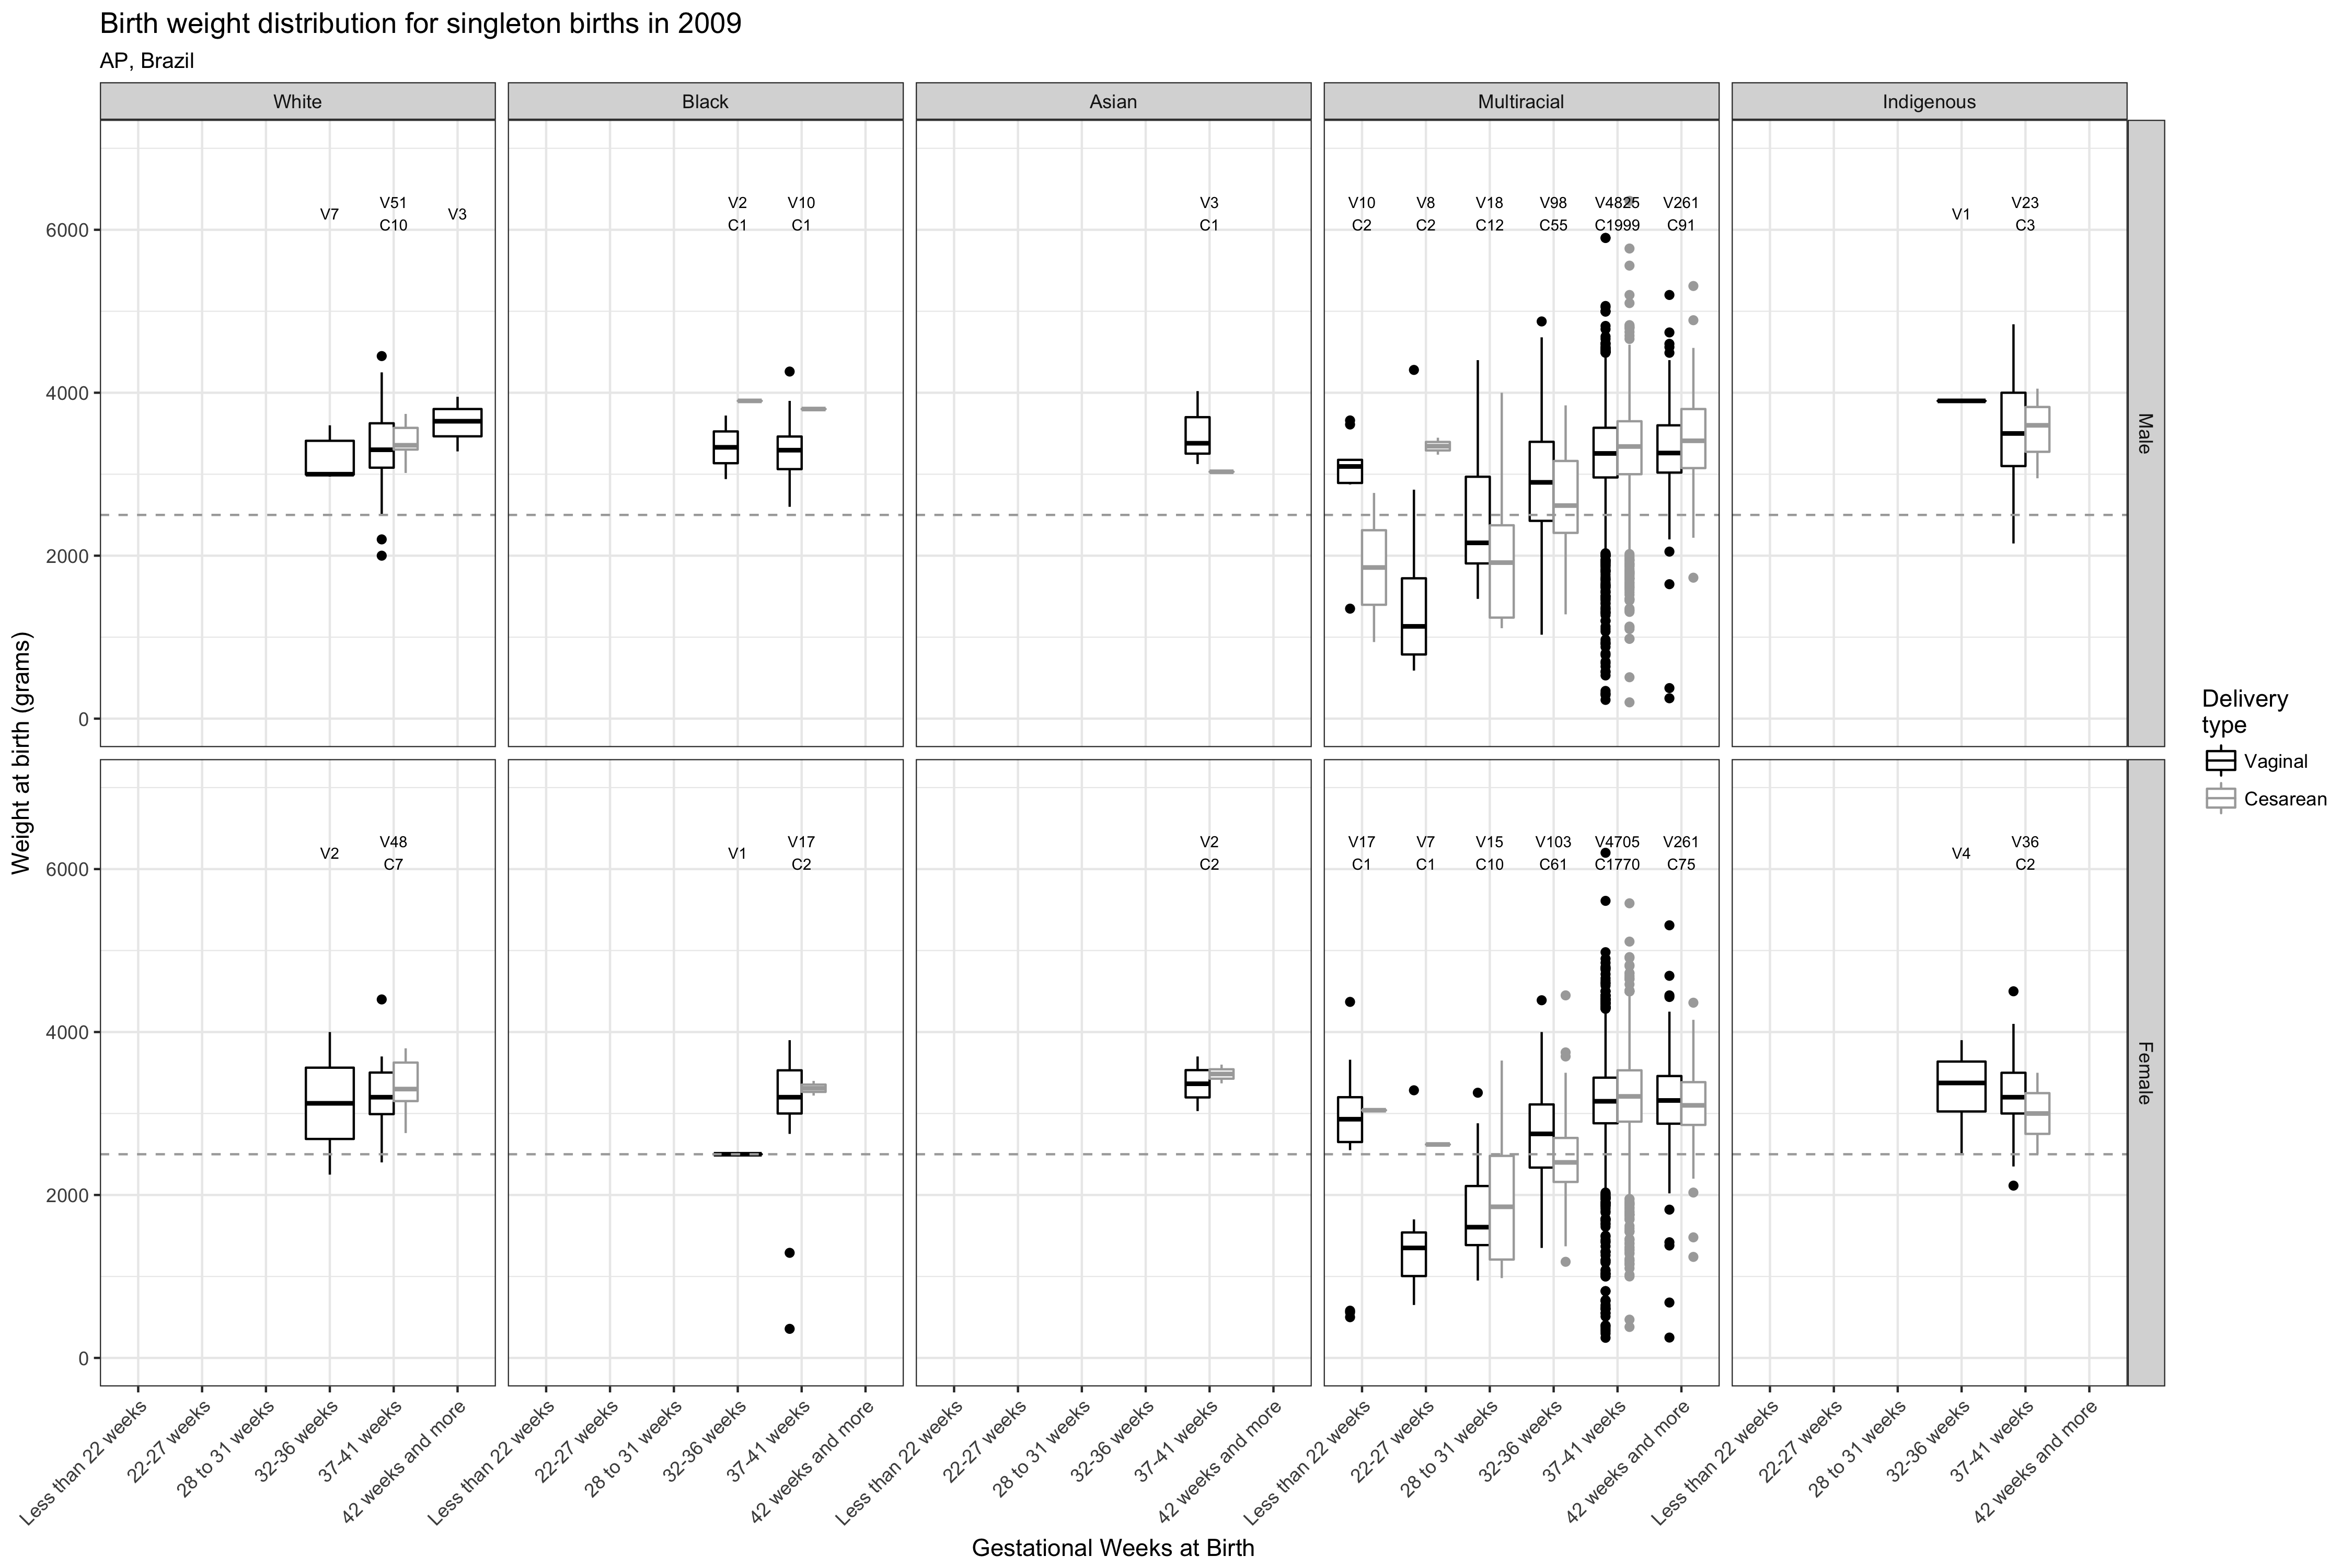 Birth weight distribution for singleton births in 2009
AP, Brazil
White Black Asian Multiracial Indigenous
V7 V51 V3 V2 V10 V3 V10 V8 V18 V98 V261 V1 V23
C10 C1 C1 C1 C2 C2 C12 C55 C1999 C91 C3
6000
4000
2000
0
Male
V2 V48 V1 V17 V2 V17 V7 V15 V103 V4705 V261 V4 V36
C7 C2 C2 C1 C1 C10 C61 C1770 C75 C2
6000
4000
2000
0
Female
Weight at birth (grams)
Less than 22 weeks 22-27 weeks 28 to 31 weeks 32-36 weeks 37-41 weeks 42 weeks and more
Less than 22 weeks 22-27 weeks 28 to 31 weeks 32-36 weeks 37-41 weeks 42 weeks and more
Less than 22 weeks 22-27 weeks 28 to 31 weeks 32-36 weeks 37-41 weeks 42 weeks and more
Less than 22 weeks 22-27 weeks 28 to 31 weeks 32-36 weeks 37-41 weeks 42 weeks and more
Less than 22 weeks 22-27 weeks 28 to 31 weeks 32-36 weeks 37-41 weeks 42 weeks and more
Gestational Weeks at Birth
Delivery
type
Vaginal
Cesarean